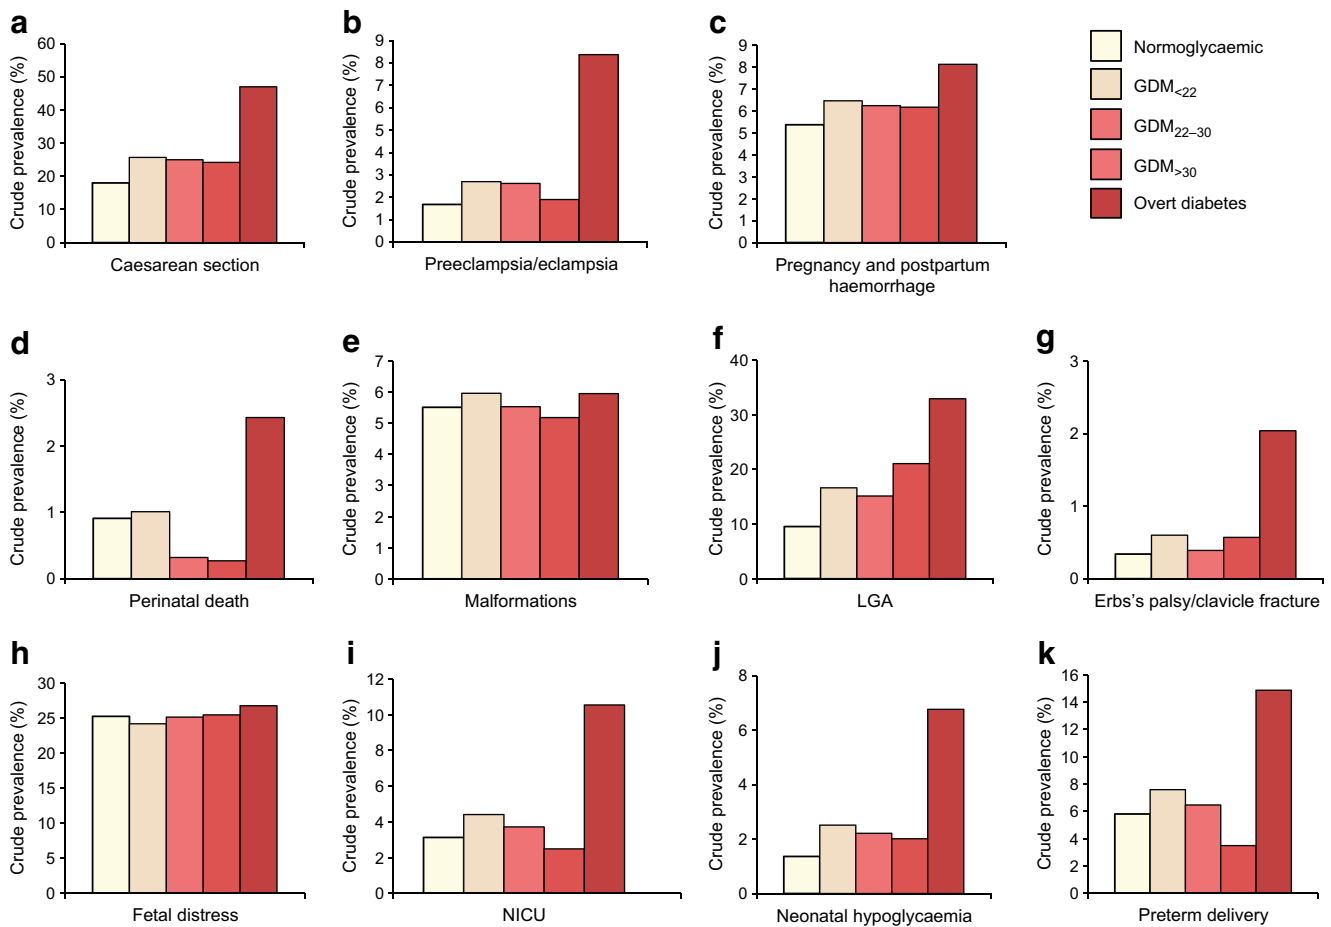 a
Crude prevalence (%)
60
50
40
30
20
10
0
Caesarean section
b
Crude prevalence (%)
9
8
7
6
5
4
3
2
1
0
Preeclampsia/eclampsia
c
Crude prevalence (%)
9
8
7
6
5
4
3
2
1
0
Pregnancy and postpartum
haemorrhage
Normoglycaemic
GDM<22
GDM22–30
GDM>30
Overt diabetes
d
Crude prevalence (%)
3
2
1
0
Perinatal death
e
Crude prevalence (%)
7
6
5
4
3
2
1
0
Malformations
f
Crude prevalence (%)
40
30
20
10
0
LGA
g
Crude prevalence (%)
3
2
1
0
Erbs's palsy/clavicle fracture
h
Crude prevalence (%)
30
25
20
25
10
5
0
Fetal distress
i
Crude prevalence (%)
12
10
8
6
4
2
0
NICU
j
Crude prevalence (%)
8
6
4
2
0
Neonatal hypoglycaemia
k
Crude prevalence (%)
16
14
12
10
8
6
4
2
0
Preterm delivery